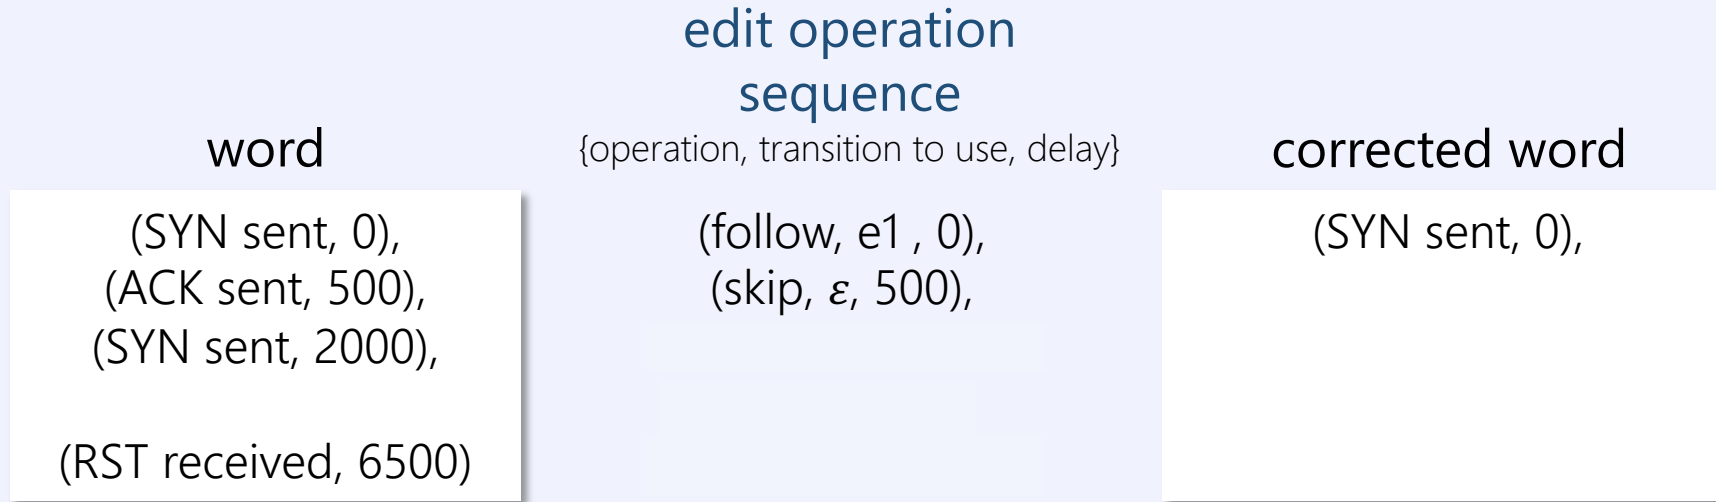 edit operation
sequence
{operation, transition to use, delay}
word
(SYN sent, 0),
(ACK sent, 500),
(SYN sent, 2000),
(RST received, 6500)
(follow, e1 , 0),
(skip, ε, 500),
corrected word
(SYN sent, 0),